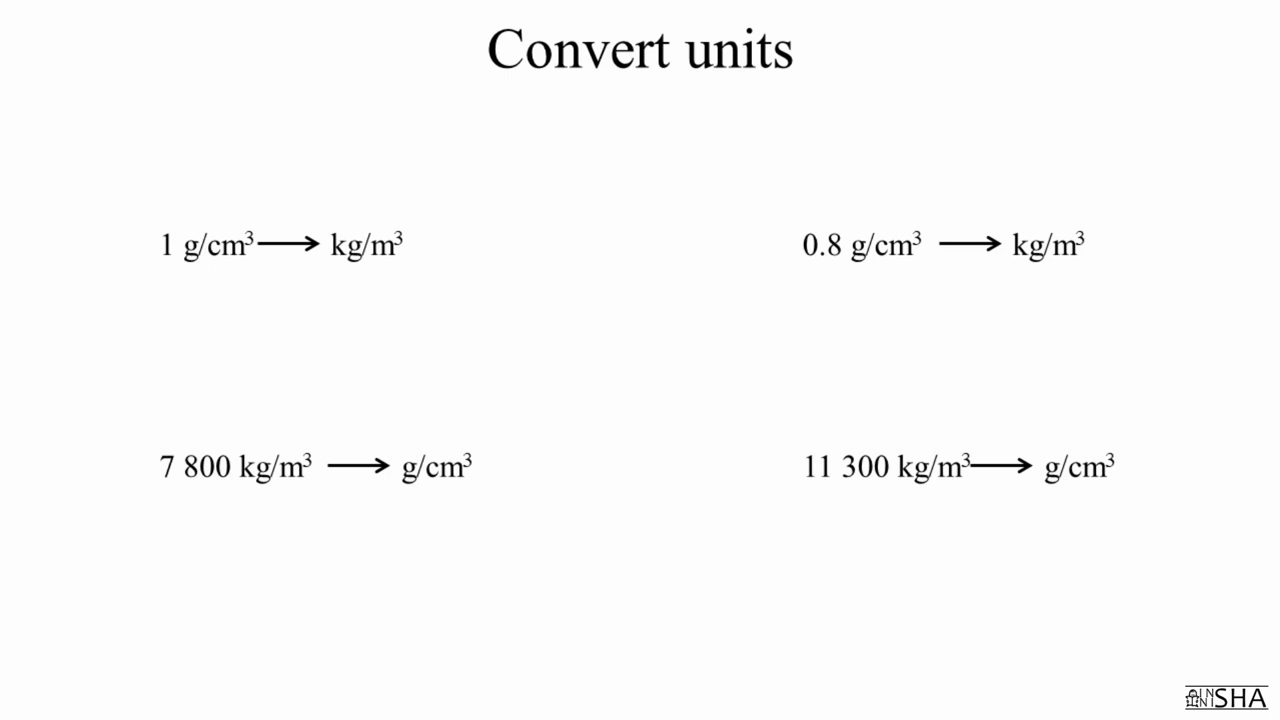 Convert units
1 g/cm³ → kg/m³
0.8 g/cm³ → kg/m³
7 800 kg/m³ → g/cm³
11 300 kg/m³ → g/cm³
SHA